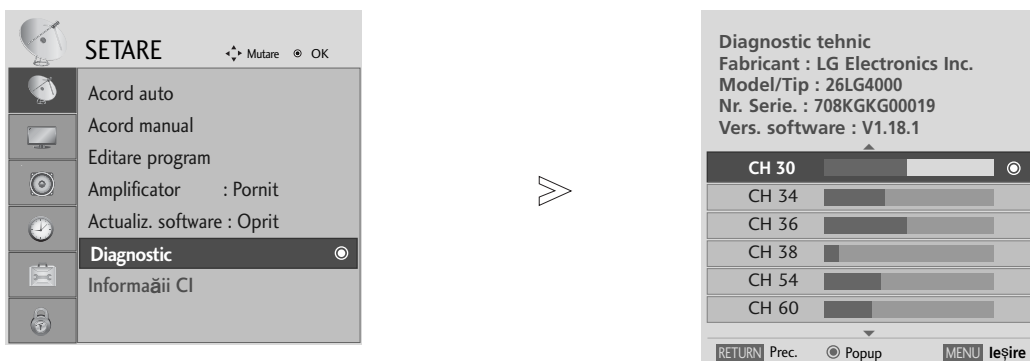 SETARE Mutare OK
Acord auto
Acord manual
Editare program
Amplificator : Pornit
Actualiz. software : Oprit
Diagnostic
Informaăii CI
Diagnostic tehnic
Fabricant : LG Electronics Inc.
Model/Tip : 26LG4000
Nr. Serie. : 708KGKG00019
Vers. software : V1.18.1
CH 30
CH 34
CH 36
CH 38
CH 54
CH 60
RETURN Prec. Popup MENU Ieşire